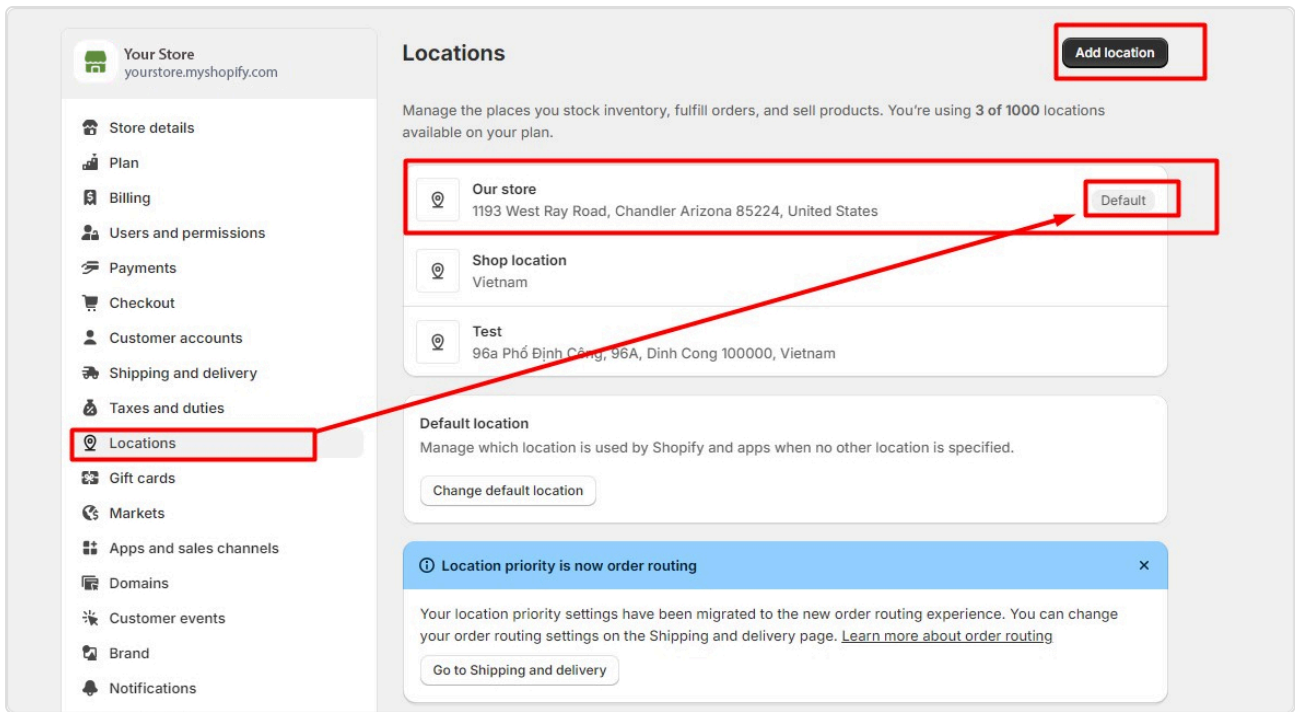 Your Store
yourstore.myshopify.com
Store details
Plan
Billing
Users and permissions
Payments
Checkout
Customer accounts
Shipping and delivery
Taxes and duties
Locations
Gift cards
Markets
Apps and sales channels
Domains
Customer events
Brand
Notifications
Locations
Add location
Manage the places you stock inventory, fulfill orders, and sell products. You're using 3 of 1000 locations
available on your plan.
Our store
1193 West Ray Road, Chandler Arizona 85224, United States
Default
Shop location
Vietnam
Test
96a Phố Định Công, 96A, Dinh Cong 100000, Vietnam
Default location
Manage which location is used by Shopify and apps when no other location is specified.
Change default location
Location priority is now order routing
Your location priority settings have been migrated to the new order routing experience. You can change
your order routing settings on the Shipping and delivery page. Learn more about order routing
Go to Shipping and delivery